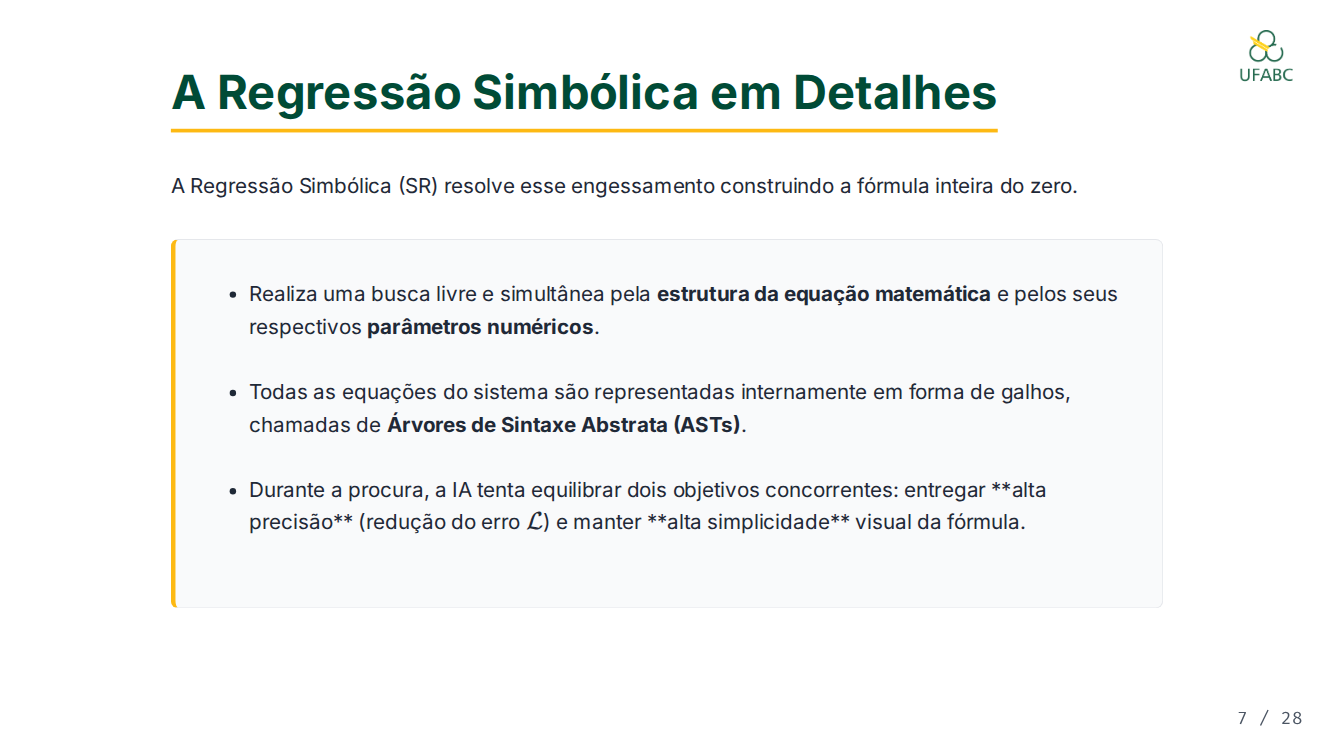 UFABC
A Regressão Simbólica em Detalhes
A Regressão Simbólica (SR) resolve esse engessamento construindo a fórmula inteira do zero.
• Realiza uma busca livre e simultânea pela estrutura da equação matemática e pelos seus
respectivos parâmetros numéricos.
• Todas as equações do sistema são representadas internamente em forma de galhos,
chamadas de Árvores de Sintaxe Abstrata (ASTs).
• Durante a procura, a IA tenta equilibrar dois objetivos concorrentes: entregar **alta
precisão** (redução do erro ℒ) e manter **alta simplicidade** visual da fórmula.
7 / 28